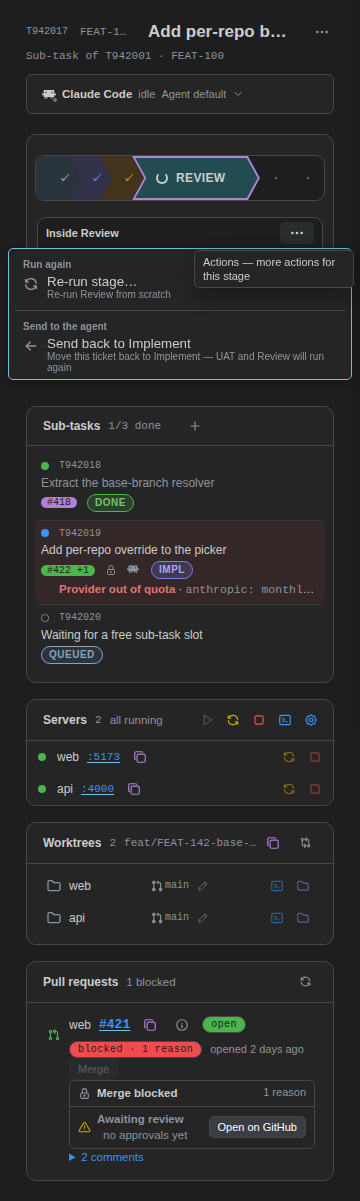 T942017 FEAT-1… Add per-repo b… ···
Sub-task of T942001 · FEAT-100
Claude Code idle Agent default
✓ ✓ ✓ REVIEW · ·
Inside Review ···
Actions — more actions for
this stage
Run again
Re-run stage…
Re-run Review from scratch
Send to the agent
Send back to Implement
Move this ticket back to Implement — UAT and Review will run
again
Sub-tasks 1/3 done +
T942018
Extract the base-branch resolver
#418 DONE
T942019
Add per-repo override to the picker
#422 +1 IMPL
Provider out of quota · anthropic: monthl…
T942020
Waiting for a free sub-task slot
QUEUED
Servers 2 all running
web :5173
api :4000
Worktrees 2 feat/FEAT-142-base-…
web main
api main
Pull requests 1 blocked
web #421 open
blocked · 1 reason opened 2 days ago
Merge
Merge blocked 1 reason
Awaiting review
no approvals yet
Open on GitHub
2 comments